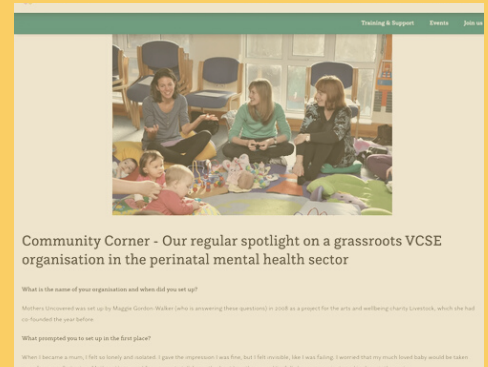 Training & Support Events Join us
Community Corner - Our regular spotlight on a grassroots VCSE
organisation in the perinatal mental health sector
What is the name of your organisation and when did you set up?
Mothers Uncovered was set up by Maggie Gordon-Walker (who is answering these questions) in 2008 as a project for the arts and wellbeing charity Livestock, which she had
co-founded the year before.
What prompted you to set up in the first place?
When I became a mum, I felt so lonely and isolated. I gave the impression I was fine, but I felt invisible, like I was failing. I worried that my much loved baby would be taken